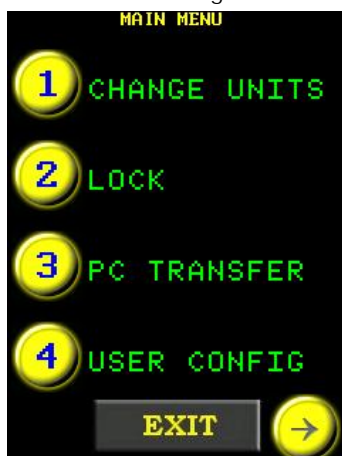 MAIN MENU
1 CHANGE UNITS
2 LOCK
3 PC TRANSFER
4 USER CONFIG
EXIT →